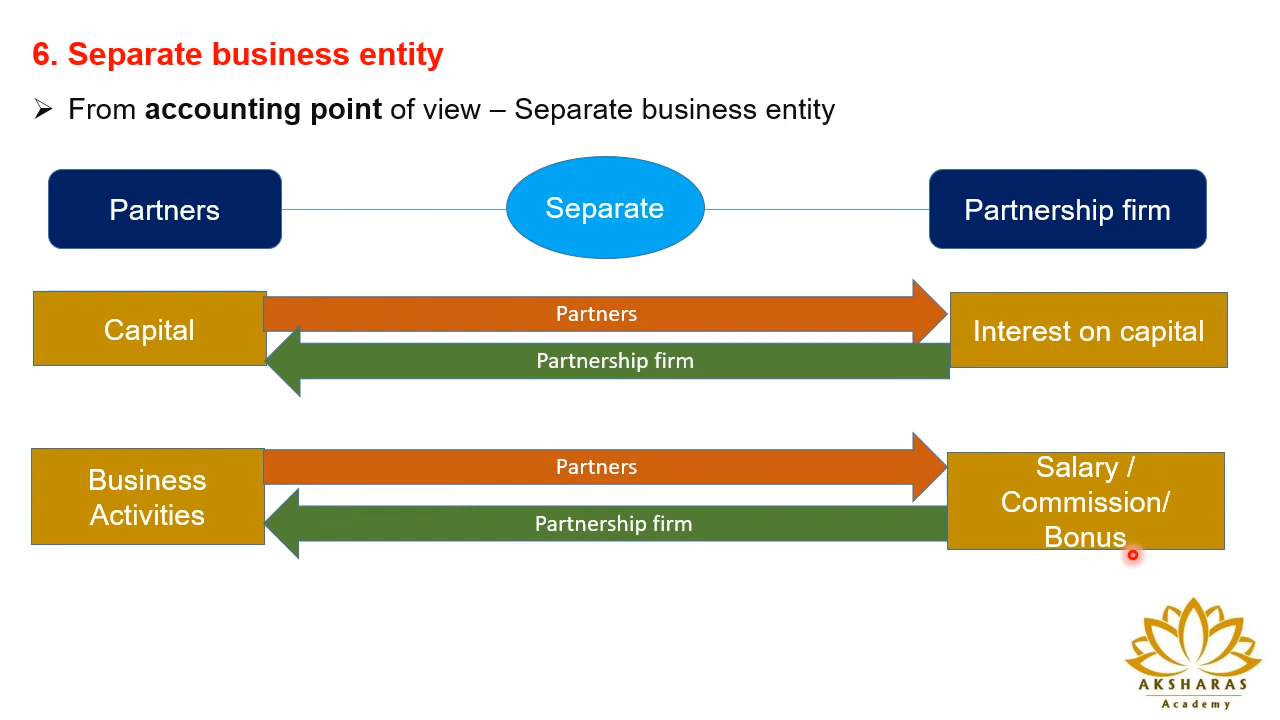 6. Separate business entity
➢ From accounting point of view – Separate business entity
Partners
Separate
Partnership firm
Capital
Partners
Partnership firm
Interest on capital
Business
Activities
Partners
Partnership firm
Salary /
Commission/
Bonus
AKSHARAS
Academy